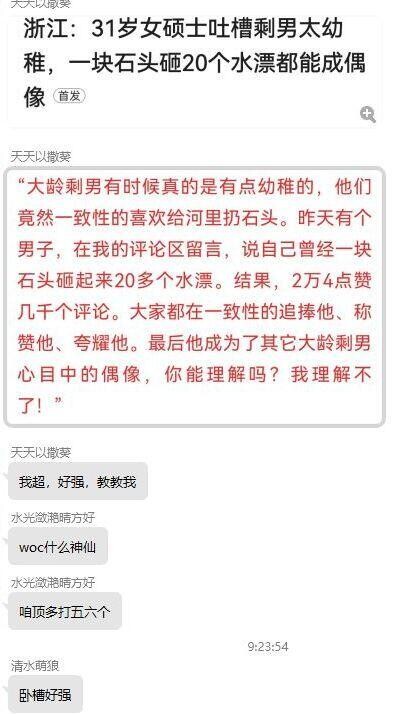 天天以撒葵
浙江：31岁女硕士吐槽剩男太幼
稚，一块石头砸20个水漂都能成偶
像 首发
天天以撒葵
“大龄剩男有时候真的是有点幼稚的，他们
竟然一致性的喜欢给河里扔石头。昨天有个
男子，在我的评论区留言，说自己曾经一块
石头砸起来20多个水漂。结果，2万4点赞
几千个评论。大家都在一致性的追捧他、称
赞他、夸耀他。最后他成为了其它大龄剩男
心目中的偶像，你能理解吗？我理解不
了！”
天天以撒葵
我超，好强，教教我
水光潋滟晴方好
woc什么神仙
水光潋滟晴方好
咱顶多打五六个
9:23:54
清水萌狼
卧槽好强